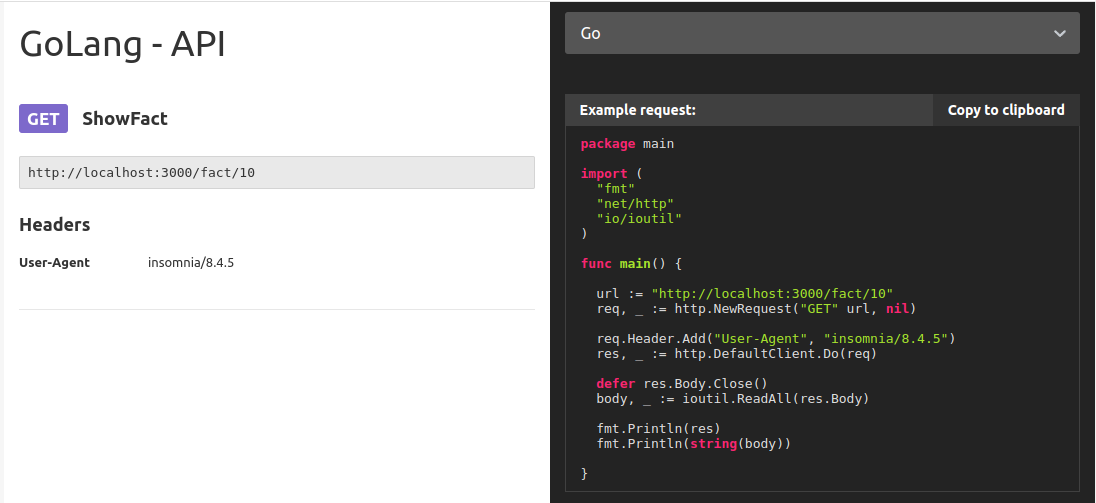 GoLang - API
GET ShowFact
http://localhost:3000/fact/10
Headers
User-Agent insomnia/8.4.5
Go
Example request: Copy to clipboard
package main
import (
"fmt"
"net/http"
"io/ioutil"
)
func main() {
url := "http://localhost:3000/fact/10"
req, _ := http.NewRequest("GET" url, nil)
req.Header.Add("User-Agent", "insomnia/8.4.5")
res, _ := http.DefaultClient.Do(req)
defer res.Body.Close()
body, _ := ioutil.ReadAll(res.Body)
fmt.Println(res)
fmt.Println(string(body))
}